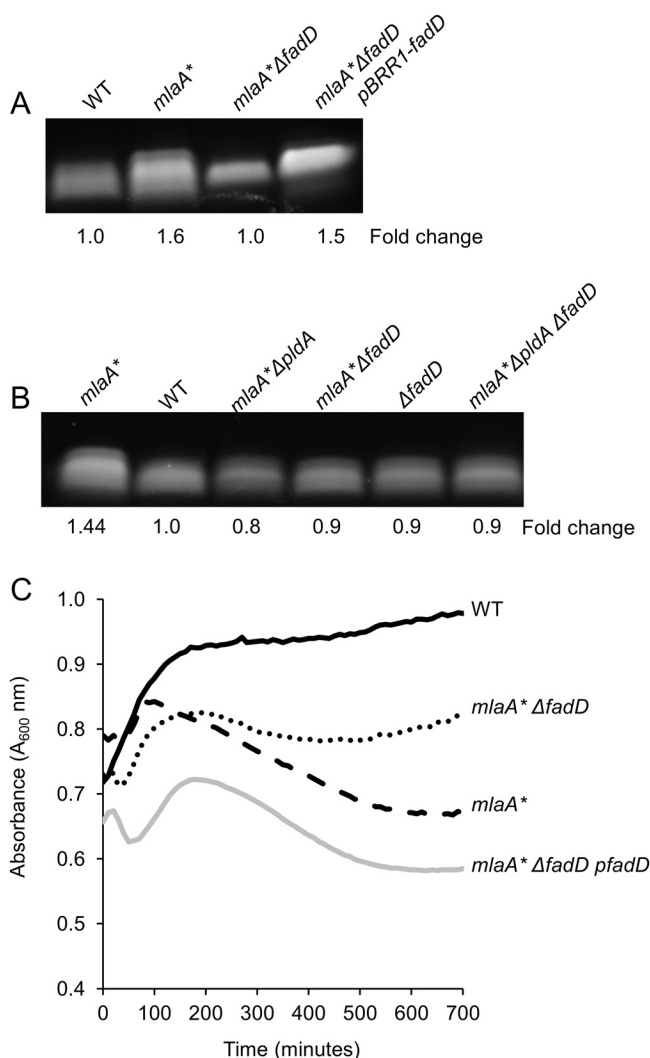 A
WT
mlaA*
mlaA* ΔfadD
mlaA* ΔfadD
pBRR1-fadD
1.0 1.6 1.0 1.5 Fold change
B
mlaA*
WT
mlaA* ΔpldA
mlaA* ΔfadD
ΔfadD
mlaA* ΔpldA ΔfadD
1.44 1.0 0.8 0.9 0.9 0.9 Fold change
C
Absorbance (A600 nm)
1.0
0.9
0.8
0.7
0.6
0.5
0.4
WT
mlaA* ΔfadD
mlaA*
mlaA* ΔfadD pfadD
0 100 200 300 400 500 600 700
Time (minutes)